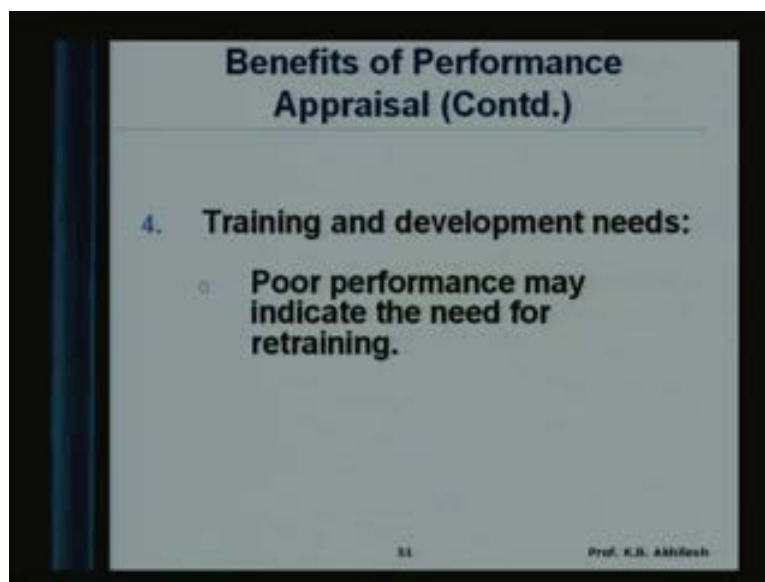 Benefits of Performance
Appraisal (Contd.)
4. Training and development needs:
o Poor performance may
indicate the need for
retraining.
51 Prof. K.B. Akhilesh